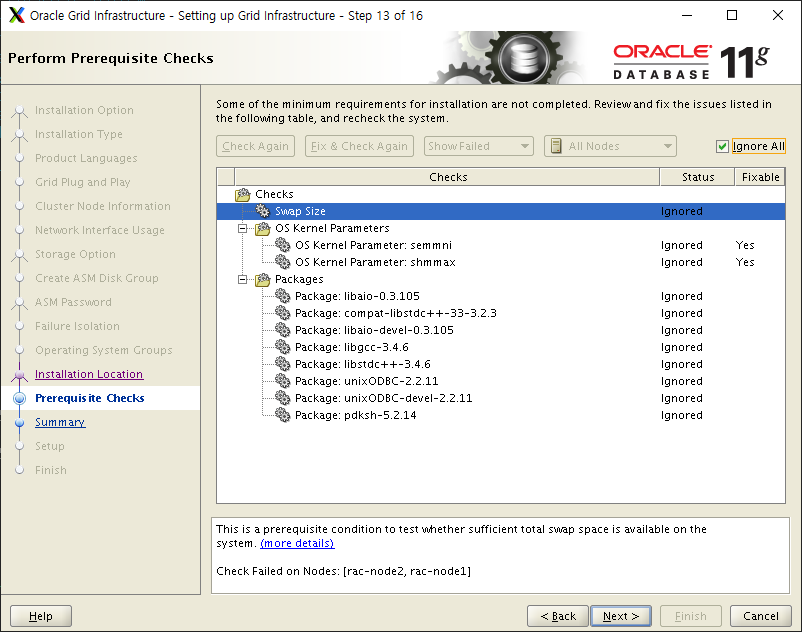 Oracle Grid Infrastructure - Setting up Grid Infrastructure - Step 13 of 16
Perform Prerequisite Checks
ORACLE
DATABASE
11g
Installation Option
Installation Type
Product Languages
Grid Plug and Play
Cluster Node Information
Network Interface Usage
Storage Option
Create ASM Disk Group
ASM Password
Failure Isolation
Operating System Groups
Installation Location
Prerequisite Checks
Summary
Setup
Finish
Some of the minimum requirements for installation are not completed. Review and fix the issues listed in
the following table, and recheck the system.
Check Again Fix & Check Again Show Failed All Nodes Ignore All
Checks Status Fixable
Checks
Swap Size Ignored
OS Kernel Parameters
OS Kernel Parameter: semmni Ignored Yes
OS Kernel Parameter: shmmax Ignored Yes
Packages
Package: libaio-0.3.105 Ignored
Package: compat-libstdc++-33-3.2.3 Ignored
Package: libaio-devel-0.3.105 Ignored
Package: libgcc-3.4.6 Ignored
Package: libstdc++-3.4.6 Ignored
Package: unixODBC-2.2.11 Ignored
Package: unixODBC-devel-2.2.11 Ignored
Package: pdksh-5.2.14 Ignored
This is a prerequisite condition to test whether sufficient total swap space is available on the
system. (more details)
Check Failed on Nodes: [rac-node2, rac-node1]
Help < Back Next > Finish Cancel